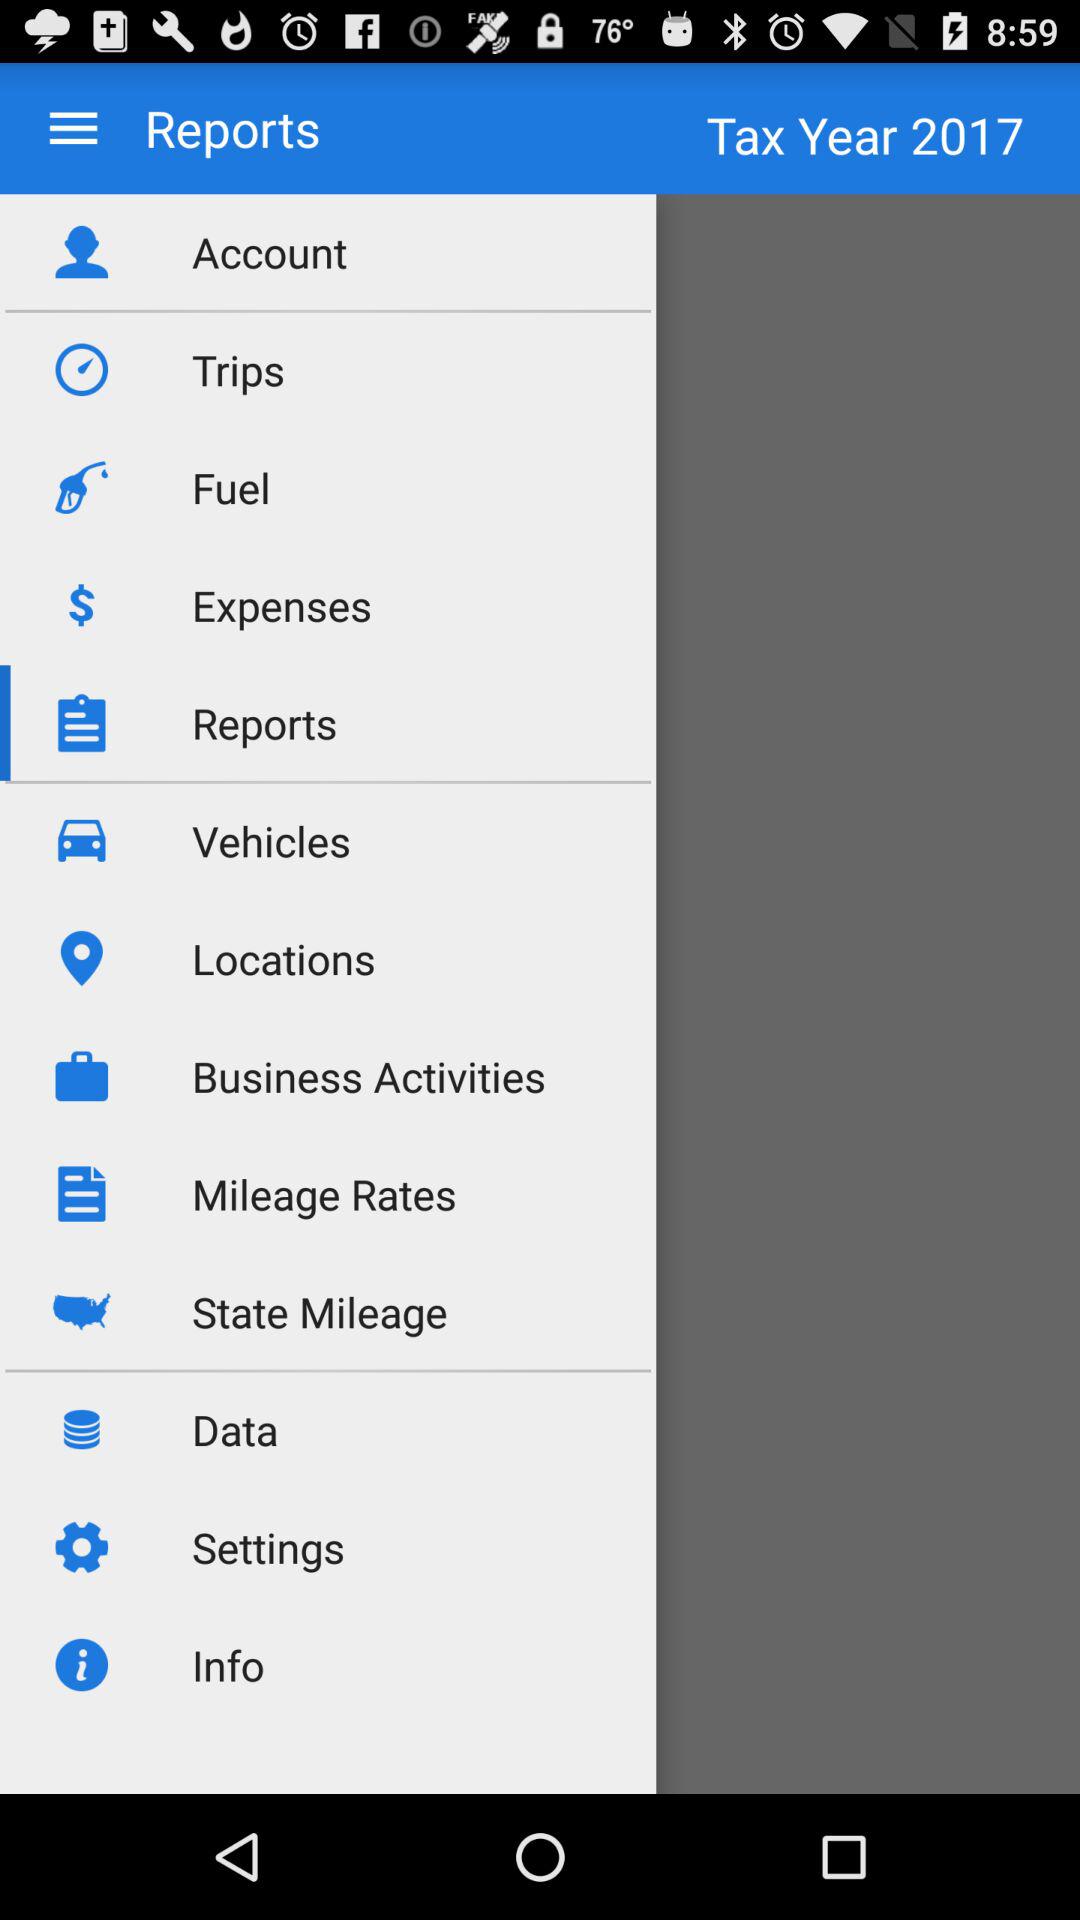 FAKE 76° 8:59
Reports Tax Year 2017
Account
Trips
Fuel
Expenses
Reports
Vehicles
Locations
Business Activities
Mileage Rates
State Mileage
Data
Settings
Info